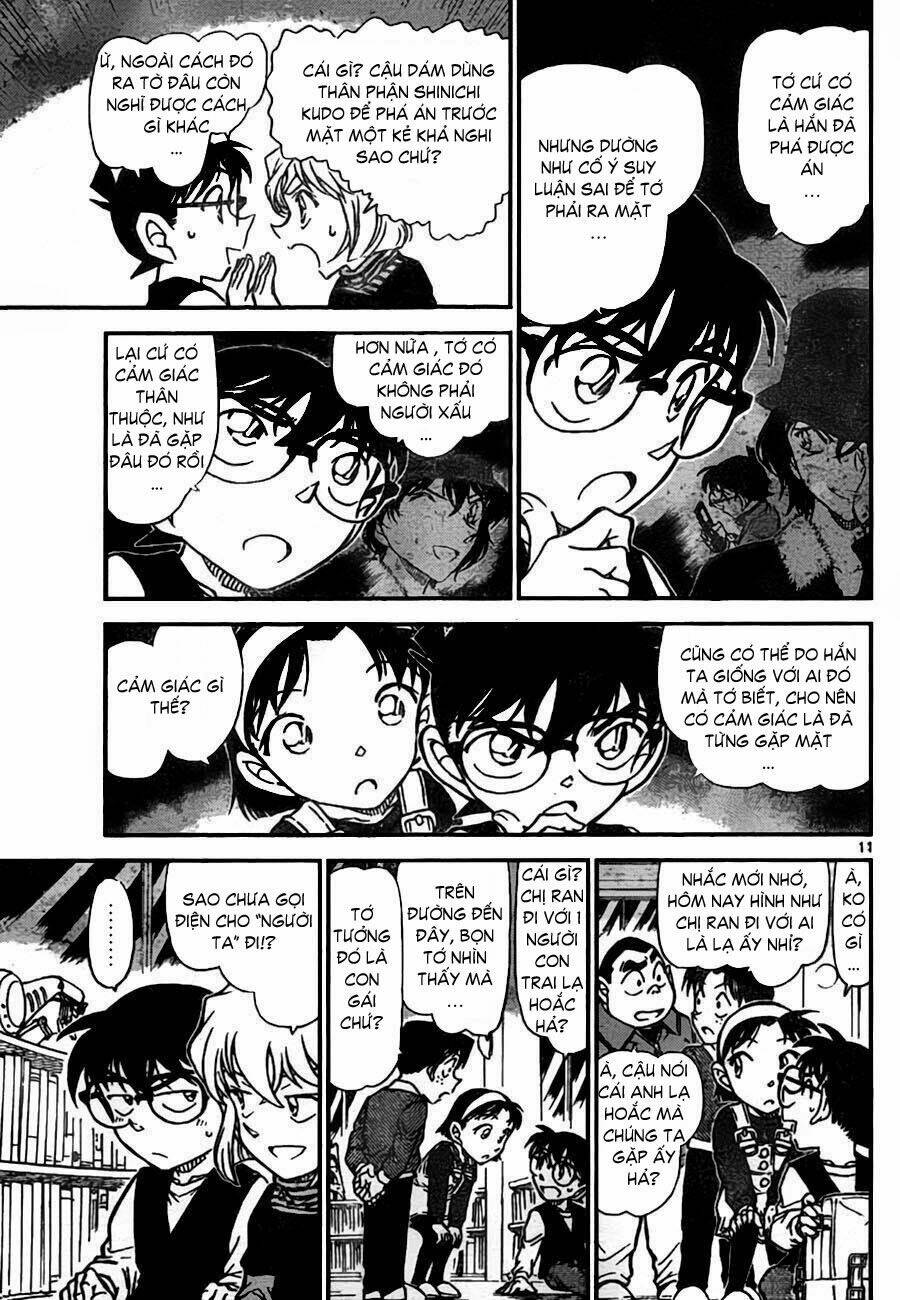 TỚ CỨ CÓ
CẢM GIÁC
LÀ HẮN ĐÃ
PHÁ ĐƯỢC
ÁN
...
NHƯNG DƯỜNG
NHƯ CỐ Ý SUY
LUẬN SAI ĐỂ TỚ
PHẢI RA MẶT
...
CÁI GÌ? CẬU DÁM DÙNG
THÂN PHẬN SHINICHI
KUDO ĐỂ PHÁ ÁN TRƯỚC
MẶT MỘT KẺ KHẢ NGHI
SAO CHỨ?
Ừ, NGOÀI CÁCH ĐÓ
RA TỜ ĐÂU CÒN
NGHĨ ĐƯỢC CÁCH
GÌ KHÁC
...
HƠN NỮA , TỚ CÓ
CẢM GIÁC ĐÓ
KHÔNG PHẢI
NGƯỜI XẤU
...
LẠI CỨ CÓ
CẢM GIÁC
THÂN
THUỘC, NHƯ
LÀ ĐÃ GẶP
ĐÂU ĐÓ RỒI
...
CŨNG CÓ THỂ DO HẮN
TA GIỐNG VỚI AI ĐÓ
MÀ TỚ BIẾT, CHO NÊN
CÓ CẢM GIÁC LÀ ĐÃ
TỪNG GẶP MẶT
...
CẢM GIÁC GÌ
THẾ?
11
À,
KO
CÓ
GÌ
NHẮC MỚI NHỚ,
HÔM NAY HÌNH NHƯ
CHỊ RAN ĐI VỚI AI
LẠ LẠ ẤY NHỈ?
À, CẬU NÓI
CÁI ANH LẠ
HOẮC MÀ
CHÚNG TA
GẶP ẤY
HẢ?
CÁI GÌ?
CHỊ RAN
ĐI VỚI 1
NGƯỜI
CON
TRAI LẠ
HOẮC
HẢ?
TRÊN
ĐƯỜNG ĐẾN
ĐÂY, BỌN
TỚ NHÌN
THẤY MÀ
...
TỚ
TƯỞNG
ĐÓ LÀ
CON
GÁI
CHỨ?
SAO CHƯA GỌI
ĐIỆN CHO "NGƯỜI
TA" ĐI!?
........